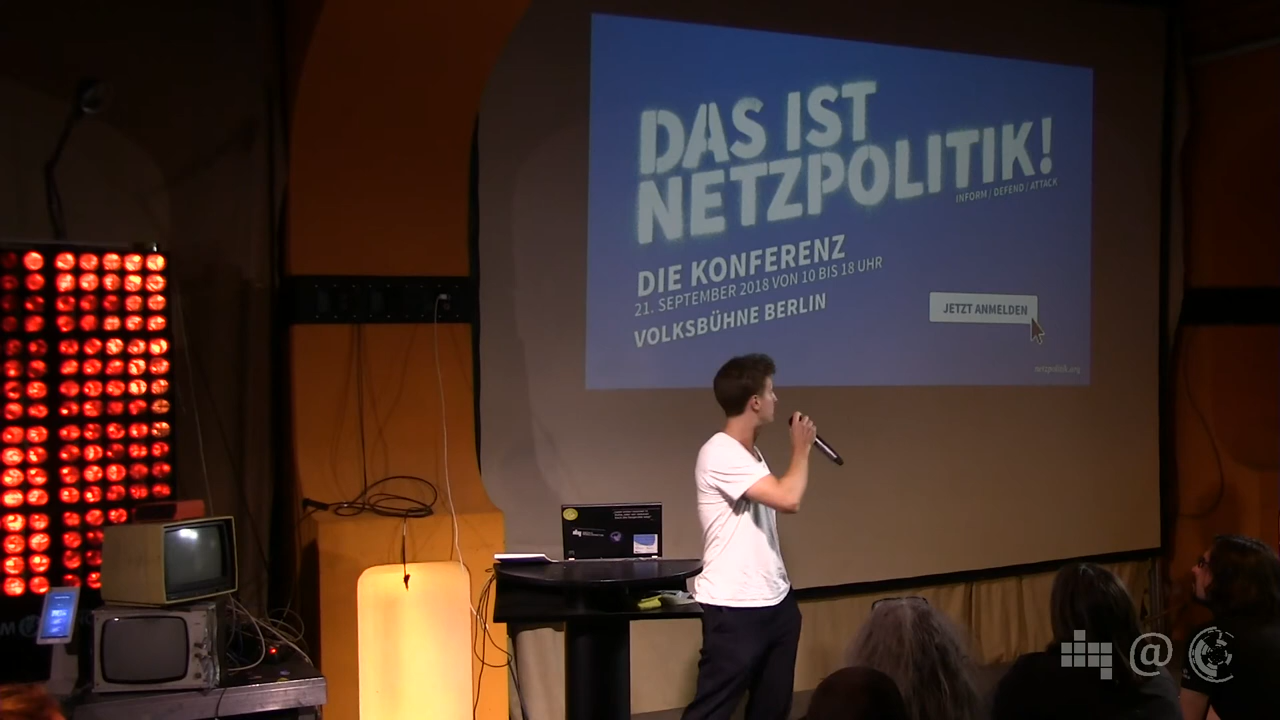 DAS IST
NETZPOLITIK!
INFORM / DEFEND / ATTACK
DIE KONFERENZ
21. SEPTEMBER 2018 VON 10 BIS 18 UHR
VOLKSBÜHNE BERLIN
JETZT ANMELDEN
netzpolitik.org
@